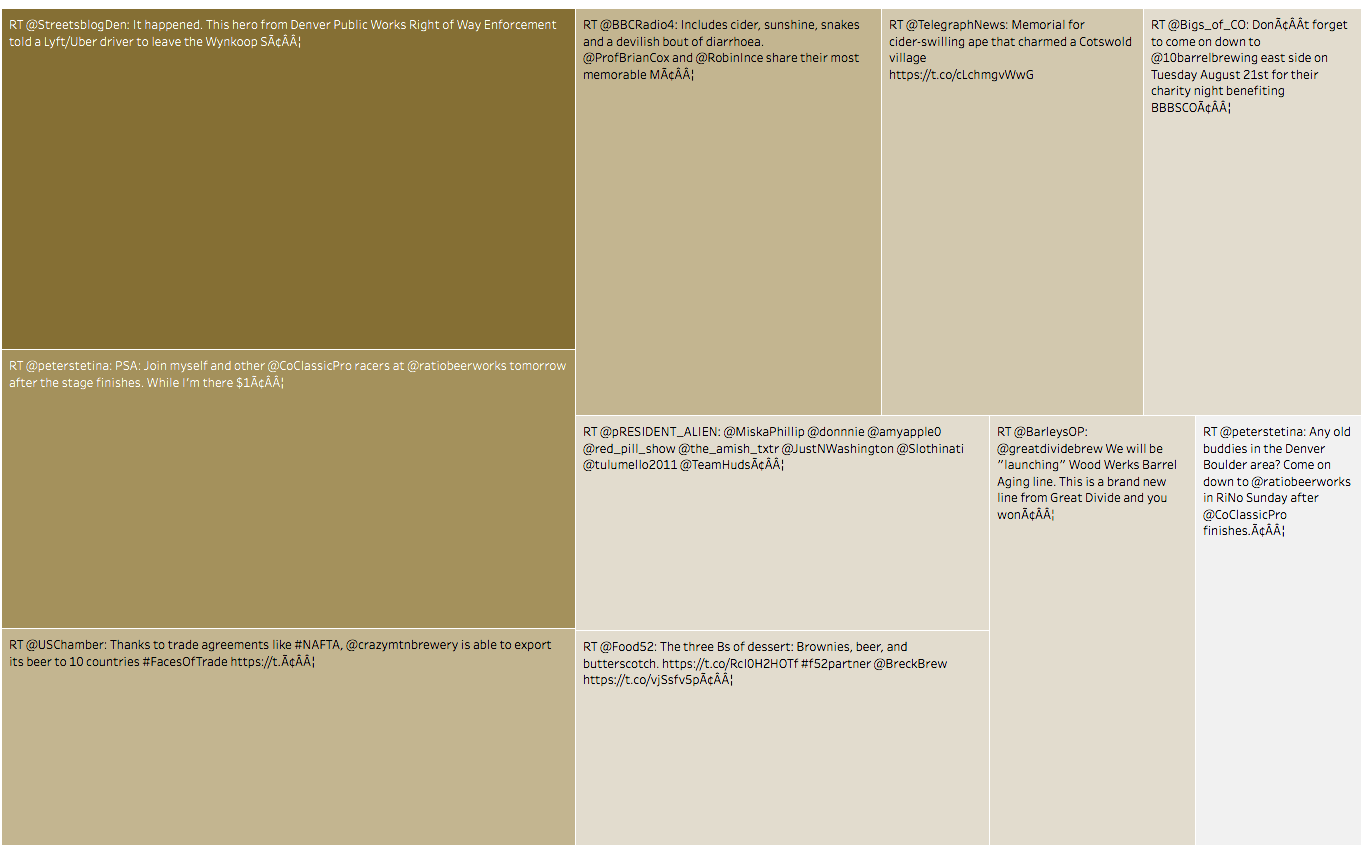 RT @StreetsblogDen: It happened. This hero from Denver Public Works Right of Way Enforcement
told a Lyft/Uber driver to leave the Wynkoop SÃ¢ÂÂ¦
RT @peterstetina: PSA: Join myself and other @CoClassicPro racers at @ratiobeerworks tomorrow
after the stage finishes. While I’m there $1Ã¢ÂÂ¦
RT @USChamber: Thanks to trade agreements like #NAFTA, @crazymtnbrewery is able to export
its beer to 10 countries #FacesOfTrade https://t.Ã¢ÂÂ¦
RT @BBCRadio4: Includes cider, sunshine, snakes
and a devilish bout of diarrhoea.
@ProfBrianCox and @RobinInce share their most
memorable MÃ¢ÂÂ¦
RT @TelegraphNews: Memorial for
cider-swilling ape that charmed a Cotswold
village
https://t.co/cLchmgvWwG
RT @Bigs_of_CO: DonÃ¢ÂÂt forget
to come on down to
@10barrelbrewing east side on
Tuesday August 21st for their
charity night benefiting
BBBSCOÃ¢ÂÂ¦
RT @pRESIDENT_ALIEN: @MiskaPhillip @donnnie @amyapple0
@red_pill_show @the_amish_txtr @JustNWashington @Slothinati
@tulumello2011 @TeamHudsÃ¢ÂÂ¦
RT @Food52: The three Bs of dessert: Brownies, beer, and
butterscotch. https://t.co/RcI0H2HOTf #f52partner @BreckBrew
https://t.co/vjSsfv5pÃ¢ÂÂ¦
RT @BarleysOP:
@greatdividebrew We will be
“launching” Wood Werks Barrel
Aging line. This is a brand new
line from Great Divide and you
wonÃ¢ÂÂ¦
RT @peterstetina: Any old
buddies in the Denver
Boulder area? Come on
down to @ratiobeerworks
in RiNo Sunday after
@CoClassicPro
finishes.Ã¢ÂÂ¦